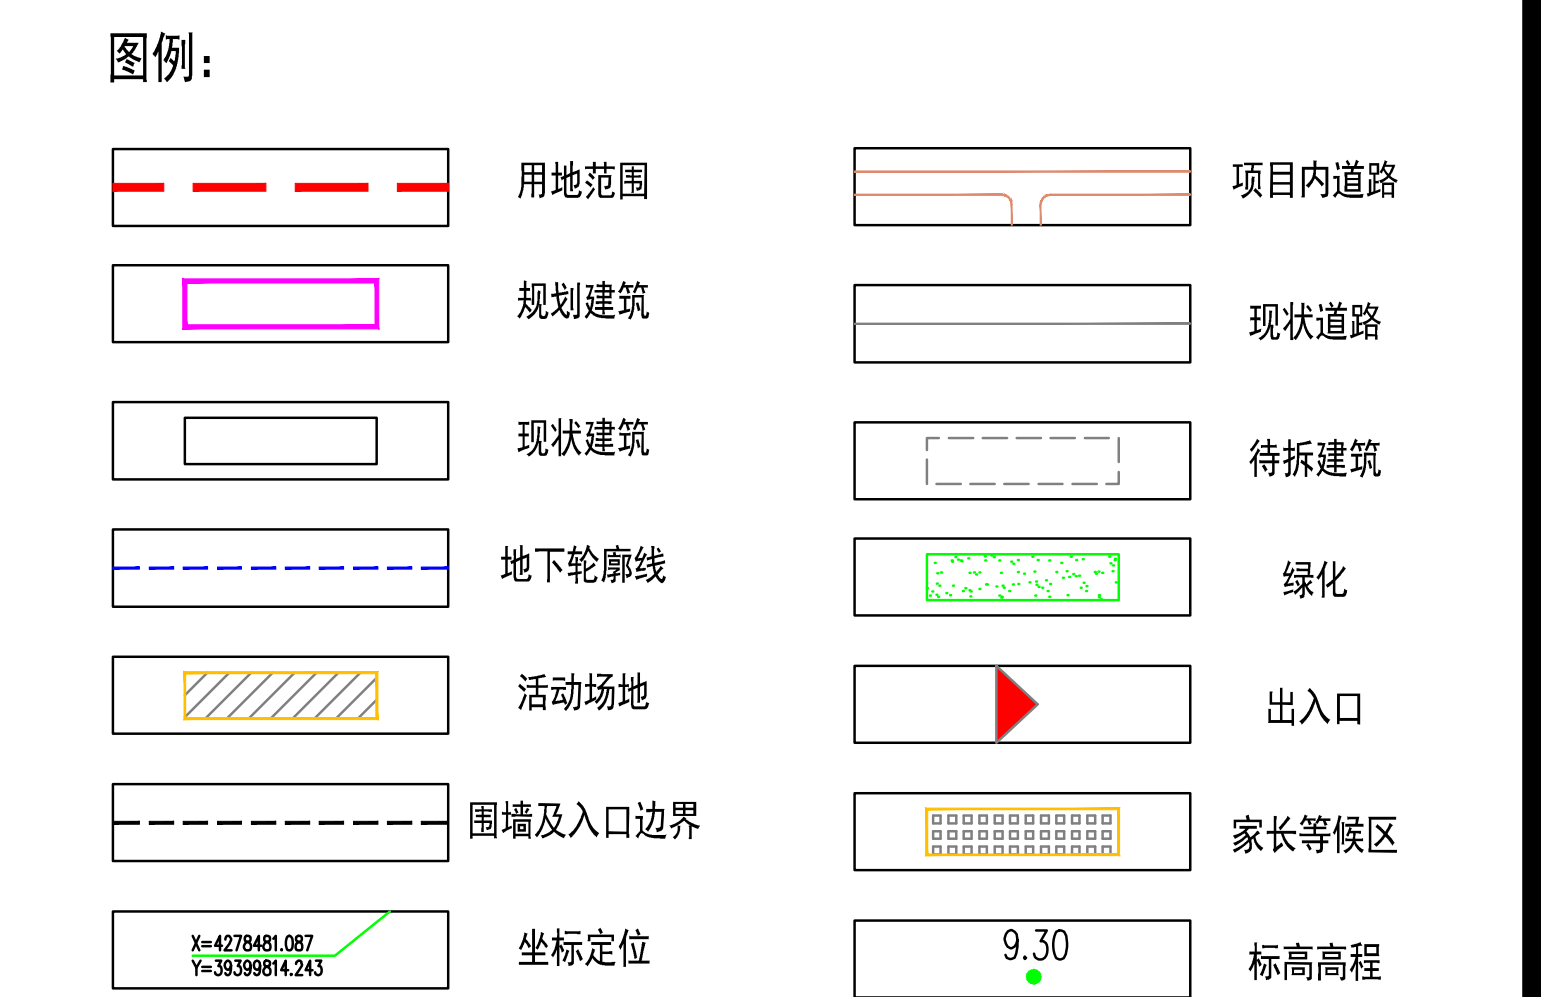 图例：
用地范围
项目内道路
规划建筑
现状道路
现状建筑
待拆建筑
地下轮廓线
绿化
活动场地
出入口
围墙及入口边界
家长等候区
X=4278481.087
Y=39399814.243
坐标定位
9.30
标高高程